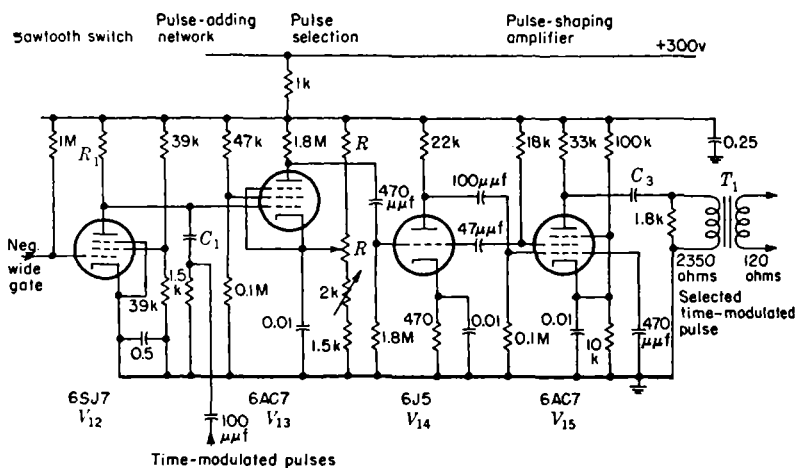 Sawtooth switch
Pulse-adding network
Pulse selection
Pulse-shaping amplifier
+300v
1k
1M
R1
39k
47k
1.8M
R
22k
18k
33k
100k
0.25
470 μμf
100μμf
C3
T1
C1
47μμf
1.8k
Neg. wide gate
R
2350 ohms
120 ohms
1.5 k
2k
39k
0.1M
0.01
470
0.01
0.01
Selected time-modulated pulse
0.5
1.5k
1.8M
0.1M
10 k
470 μμf
6SJ7
6AC7
6J5
6AC7
V12
V13
V14
V15
100 μμf
Time-modulated pulses